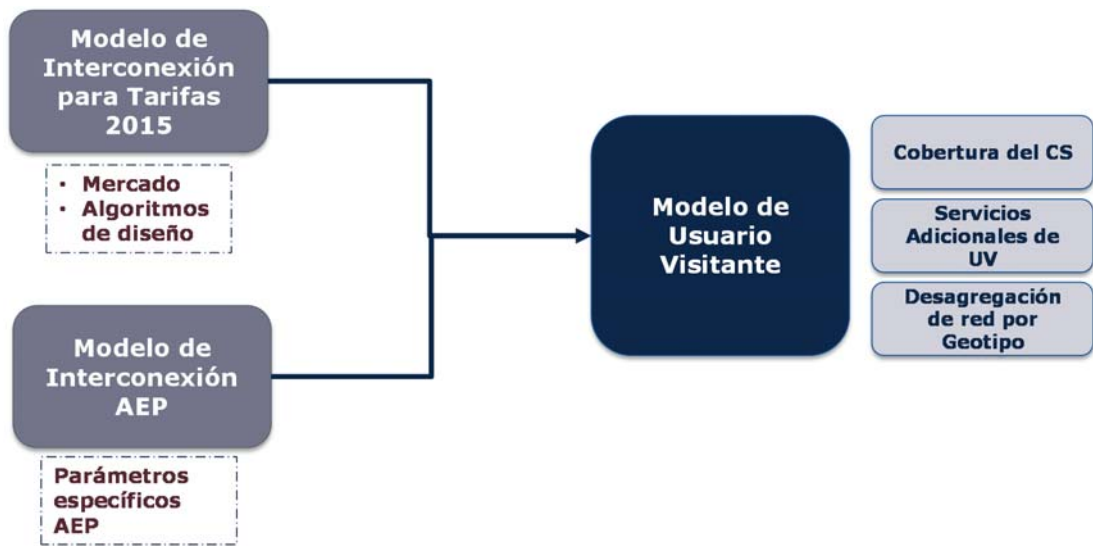 Modelo de
Interconexión
para Tarifas
2015
• Mercado
• Algoritmos
de diseño
Modelo de
Interconexión
AEP
Parámetros
específicos
AEP
Modelo de
Usuario
Visitante
Cobertura del CS
Servicios
Adicionales de
UV
Desagregación
de red por
Geotipo